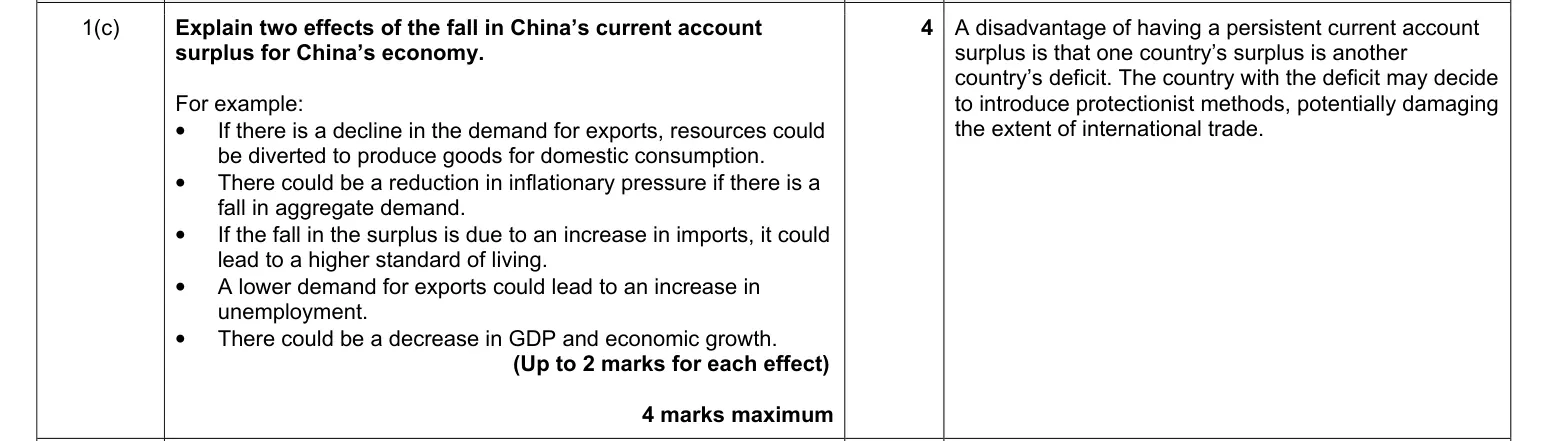 1(c)
Explain two effects of the fall in China’s current account
surplus for China’s economy.
For example:
• If there is a decline in the demand for exports, resources could
be diverted to produce goods for domestic consumption.
• There could be a reduction in inflationary pressure if there is a
fall in aggregate demand.
• If the fall in the surplus is due to an increase in imports, it could
lead to a higher standard of living.
• A lower demand for exports could lead to an increase in
unemployment.
• There could be a decrease in GDP and economic growth.
(Up to 2 marks for each effect)
4 marks maximum
4
A disadvantage of having a persistent current account
surplus is that one country’s surplus is another
country’s deficit. The country with the deficit may decide
to introduce protectionist methods, potentially damaging
the extent of international trade.